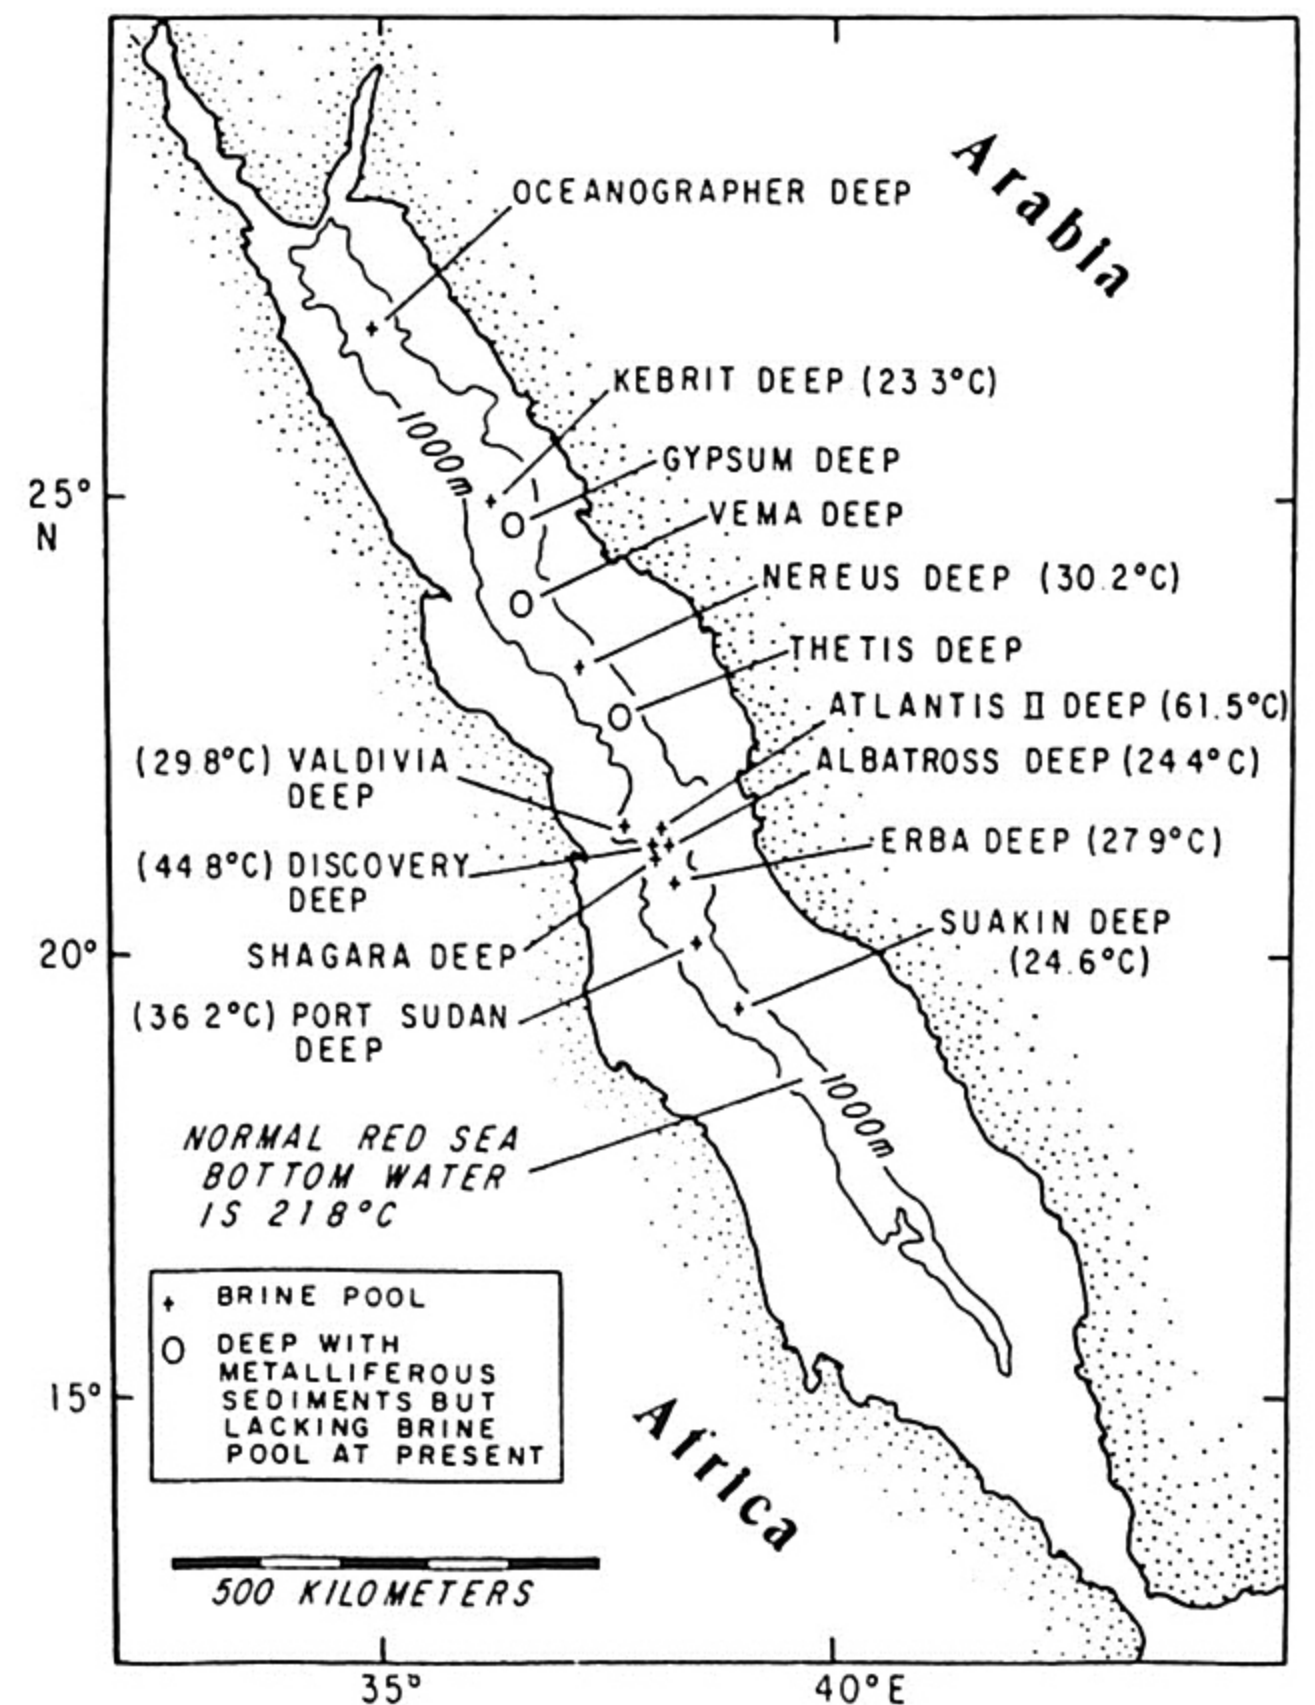 Arabia
OCEANOGRAPHER DEEP
KEBRIT DEEP (23 3°C)
1000m
GYPSUM DEEP
25°
N
VEMA DEEP
NEREUS DEEP (30.2°C)
THETIS DEEP
ATLANTIS II DEEP (61.5°C)
(29 8°C) VALDIVIA
DEEP
ALBATROSS DEEP (24 4°C)
ERBA DEEP (27 9°C)
(44.8°C) DISCOVERY
DEEP
SUAKIN DEEP
(24.6°C)
20°
SHAGARA DEEP
(36 2°C) PORT SUDAN
DEEP
1000m
NORMAL RED SEA
BOTTOM WATER
IS 21 8°C
BRINE POOL
DEEP WITH
METALLIFEROUS
SEDIMENTS BUT
LACKING BRINE
POOL AT PRESENT
15°
Africa
500 KILOMETERS
35°
40°E